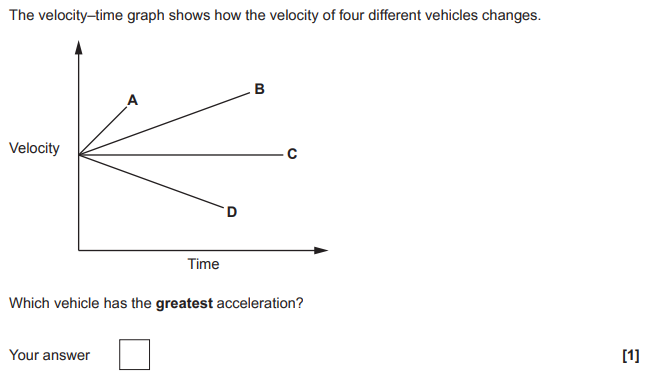 The velocity–time graph shows how the velocity of four different vehicles changes.
A
B
Velocity
C
D
Time
Which vehicle has the greatest acceleration?
Your answer
[1]